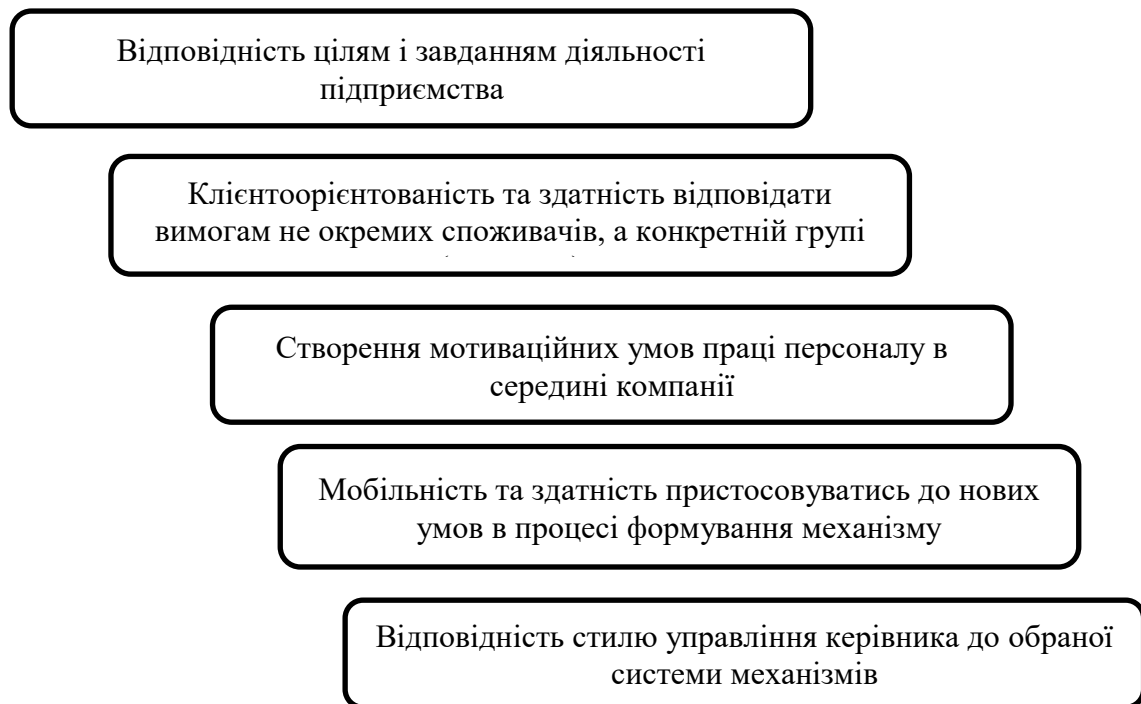 Відповідність цілям і завданням діяльності
підприємства
Клієнтоорієнтованість та здатність відповідати
вимогам не окремих споживачів, а конкретній групі
Створення мотиваційних умов праці персоналу в
середині компанії
Мобільність та здатність пристосовуватись до нових
умов в процесі формування механізму
Відповідність стилю управління керівника до обраної
системи механізмів